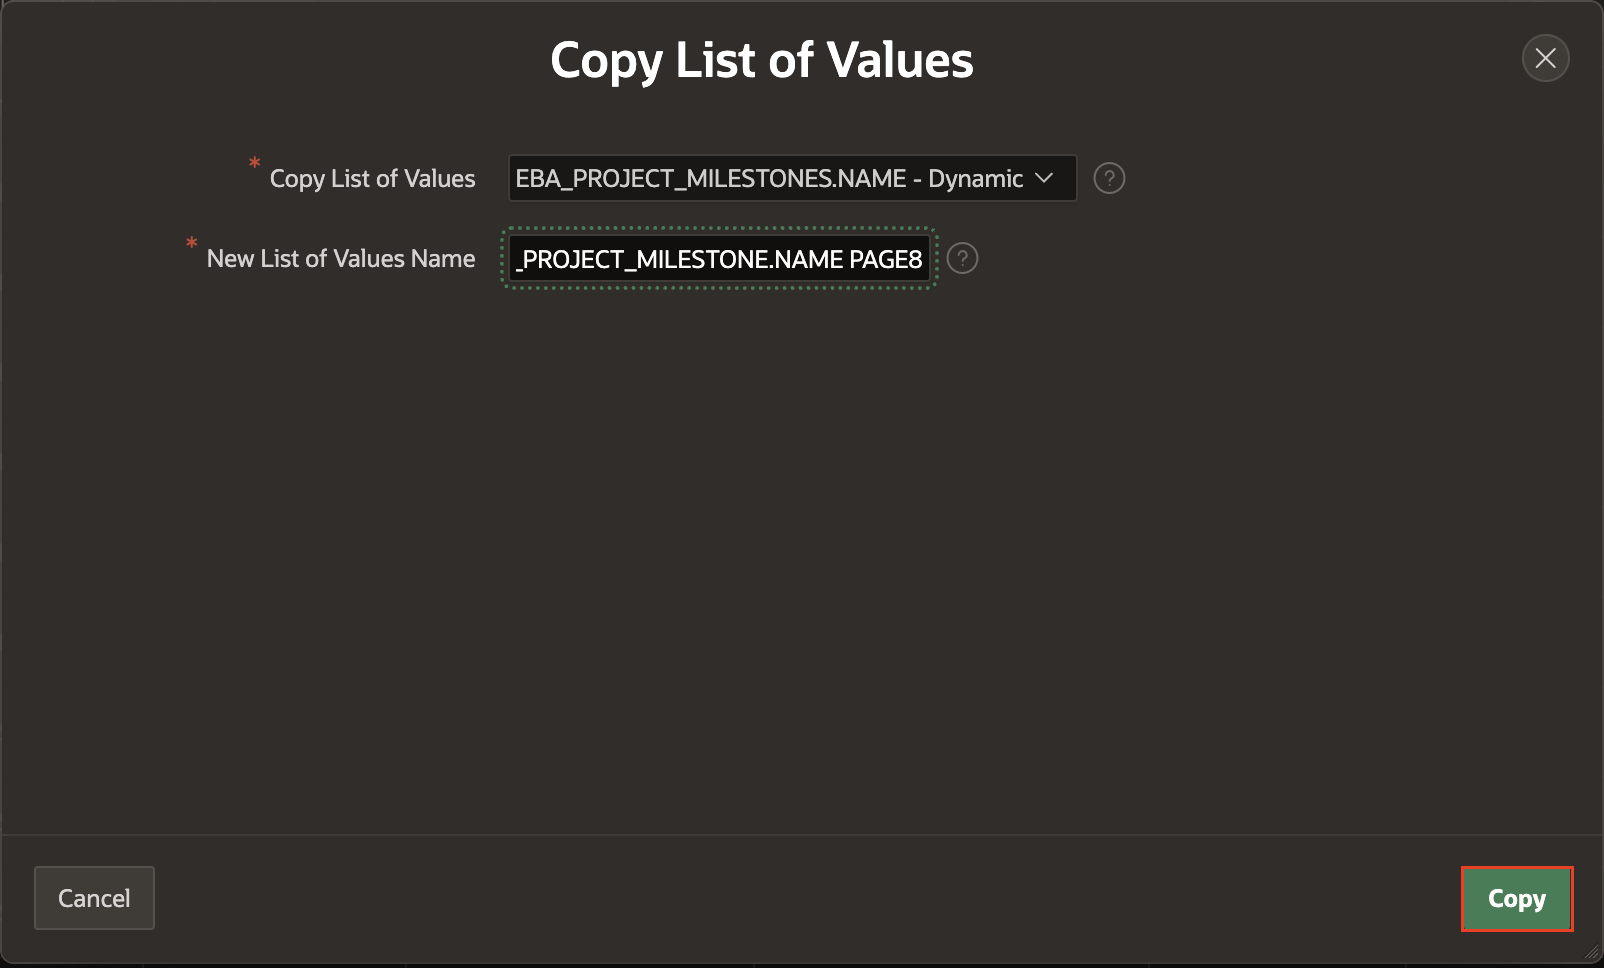 Copy List of Values
* Copy List of Values EBA_PROJECT_MILESTONES.NAME - Dynamic ?
* New List of Values Name _PROJECT_MILESTONE.NAME PAGE8 ?
Cancel Copy